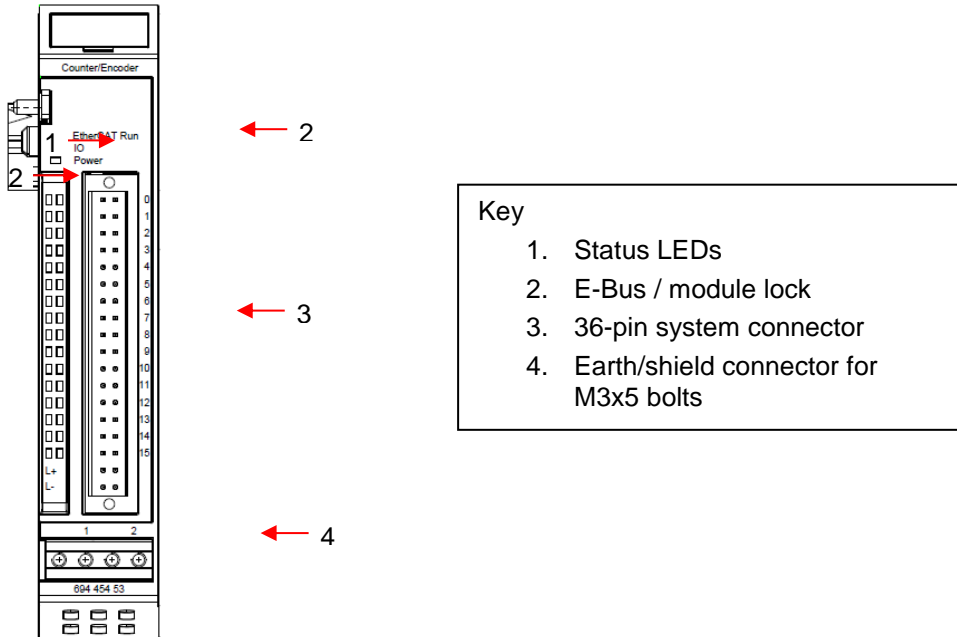 Counter/Encoder
2
1 EtherCAT Run
IO
Power
2
0
1
2
3
4
5
6
7
8
9
10
11
12
13
14
15
3
L+
L-
1 2
4
694 454 53
Key
1. Status LEDs
2. E-Bus / module lock
3. 36-pin system connector
4. Earth/shield connector for
M3x5 bolts